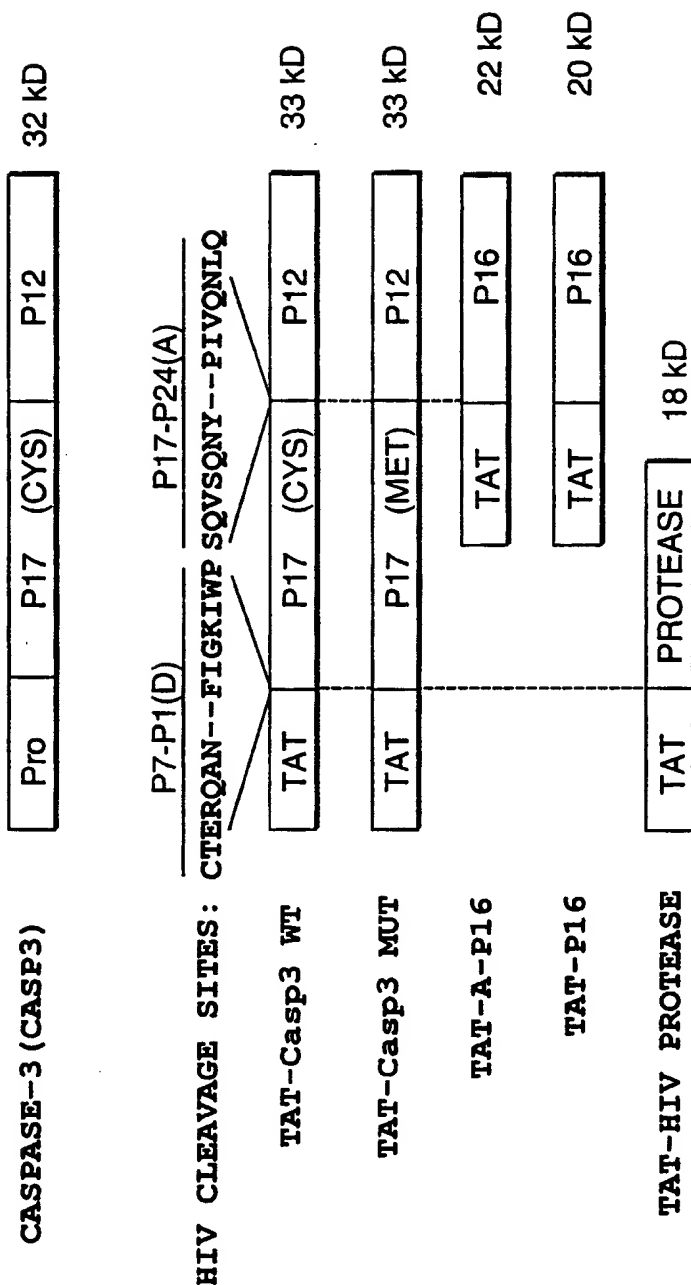 CASPASE-3(CASP3) Pro P17 (CYS) P12 32 kD
P7-P1(D) P17-P24(A)
HIV CLEAVAGE SITES: CTERQAN--FIGKIWP SQVSQNY--PIVQNLQ
TAT-Casp3 WT TAT P17 (CYS) P12 33 kD
TAT-Casp3 MUT TAT P17 (MET) P12 33 kD
TAT-A-P16 TAT P16 22 kD
TAT-P16 TAT P16 20 kD
TAT-HIV PROTEASE TAT PROTEASE 18 kD